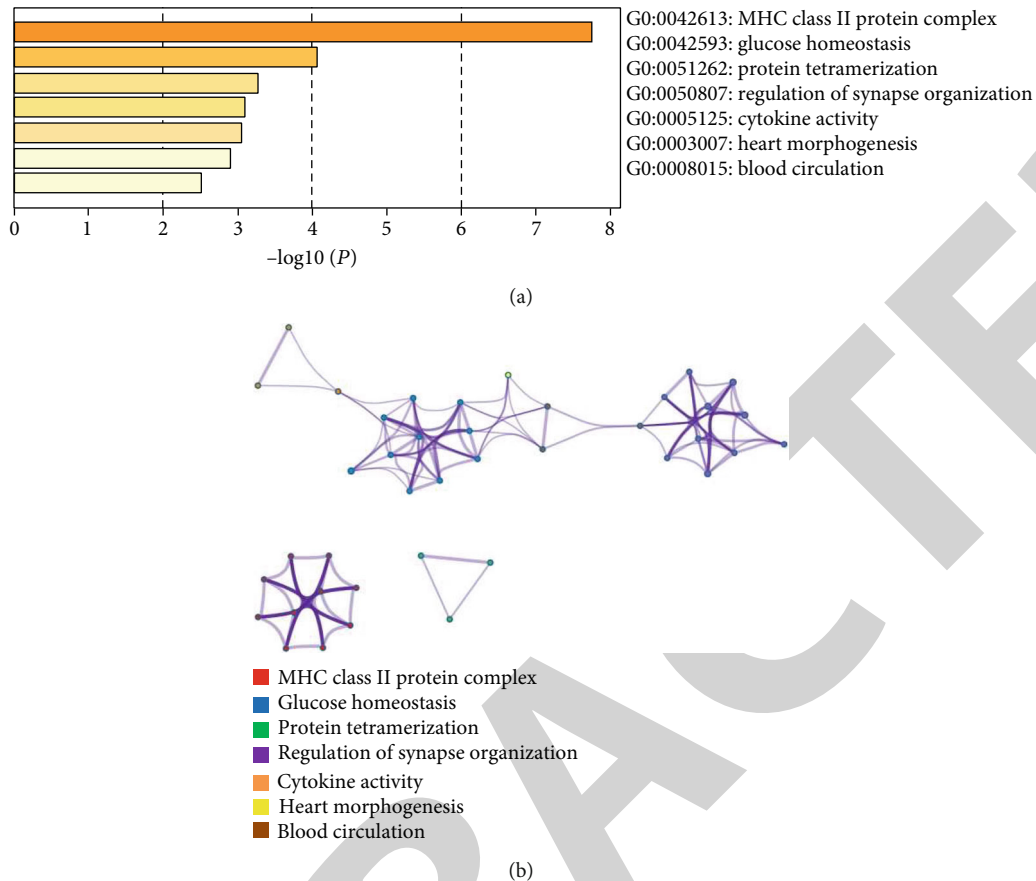 G0:0042613: MHC class II protein complex
G0:0042593: glucose homeostasis
G0:0051262: protein tetramerization
G0:0050807: regulation of synapse organization
G0:0005125: cytokine activity
G0:0003007: heart morphogenesis
G0:0008015: blood circulation
0 1 2 3 4 5 6 7 8
–log10 (P)
(a)
MHC class II protein complex
Glucose homeostasis
Protein tetramerization
Regulation of synapse organization
Cytokine activity
Heart morphogenesis
Blood circulation
(b)